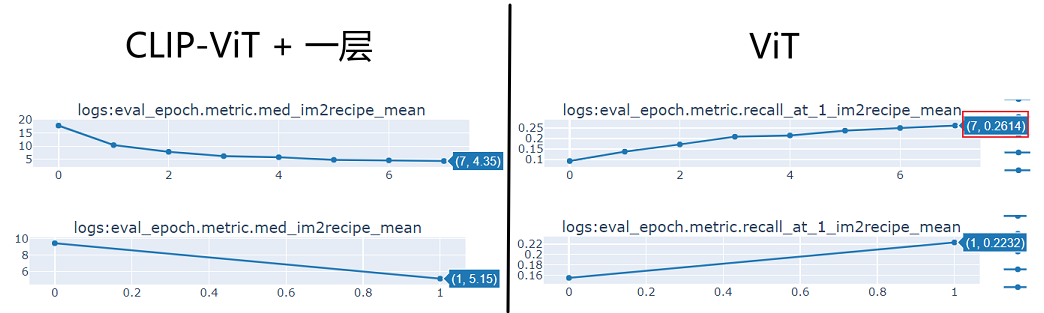 CLIP-ViT + 一层
ViT
logs:eval_epoch.metric.med_im2recipe_mean
20
15
10
5
(7, 4.35)
0 2 4 6
logs:eval_epoch.metric.recall_at_1_im2recipe_mean
0.25
0.2
0.15
0.1
(7, 0.2614)
0 2 4 6
logs:eval_epoch.metric.med_im2recipe_mean
10
8
6
(1, 5.15)
0 0.2 0.4 0.6 0.8 1
logs:eval_epoch.metric.recall_at_1_im2recipe_mean
0.22
0.2
0.18
0.16
(1, 0.2232)
0 0.2 0.4 0.6 0.8 1